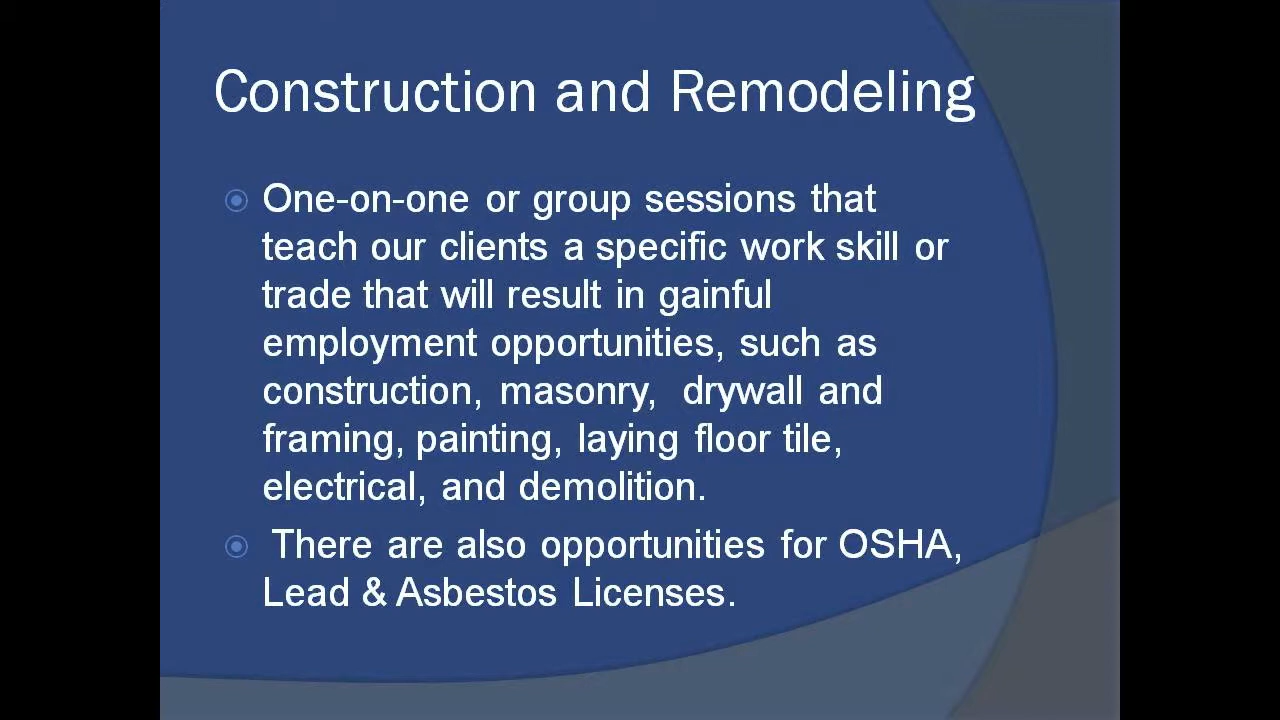 Construction and Remodeling
One-on-one or group sessions that
teach our clients a specific work skill or
trade that will result in gainful
employment opportunities, such as
construction, masonry,  drywall and
framing, painting, laying floor tile,
electrical, and demolition.
There are also opportunities for OSHA,
Lead & Asbestos Licenses.